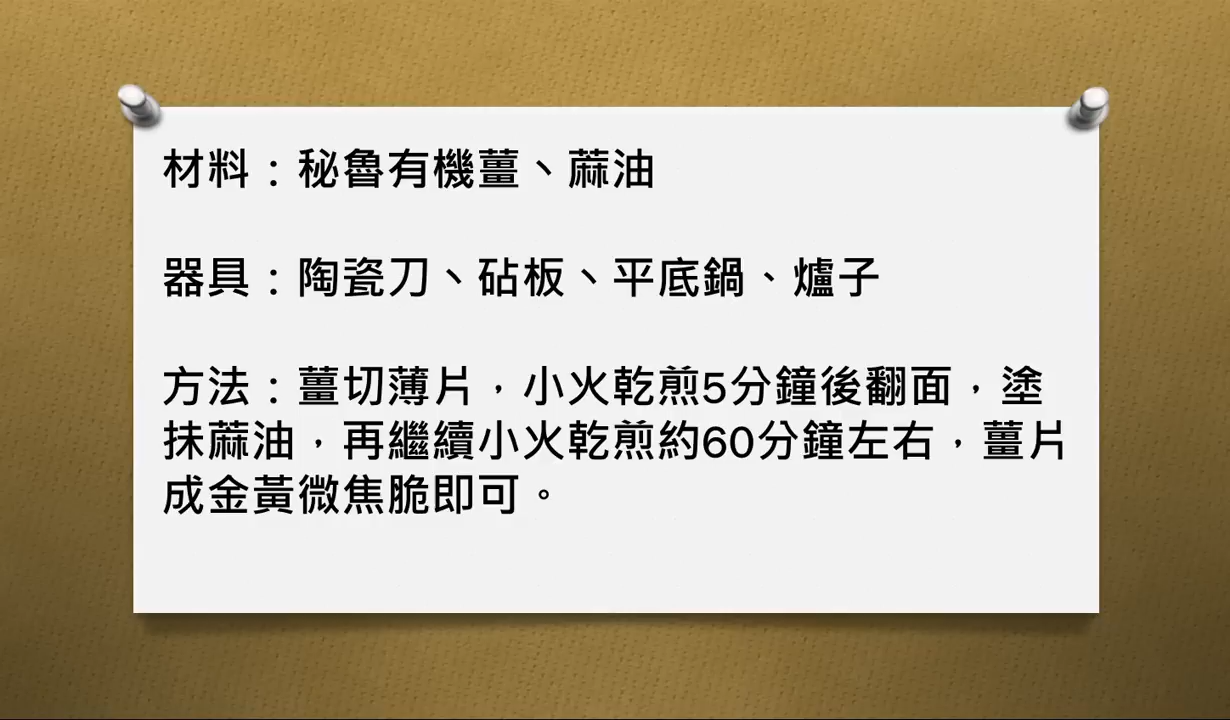 材料：秘魯有機薑、蔴油
器具：陶瓷刀、砧板、平底鍋、爐子
方法：薑切薄片，小火乾煎5分鐘後翻面，塗
抹蔴油，再繼續小火乾煎約60分鐘左右，薑片
成金黃微焦脆即可。